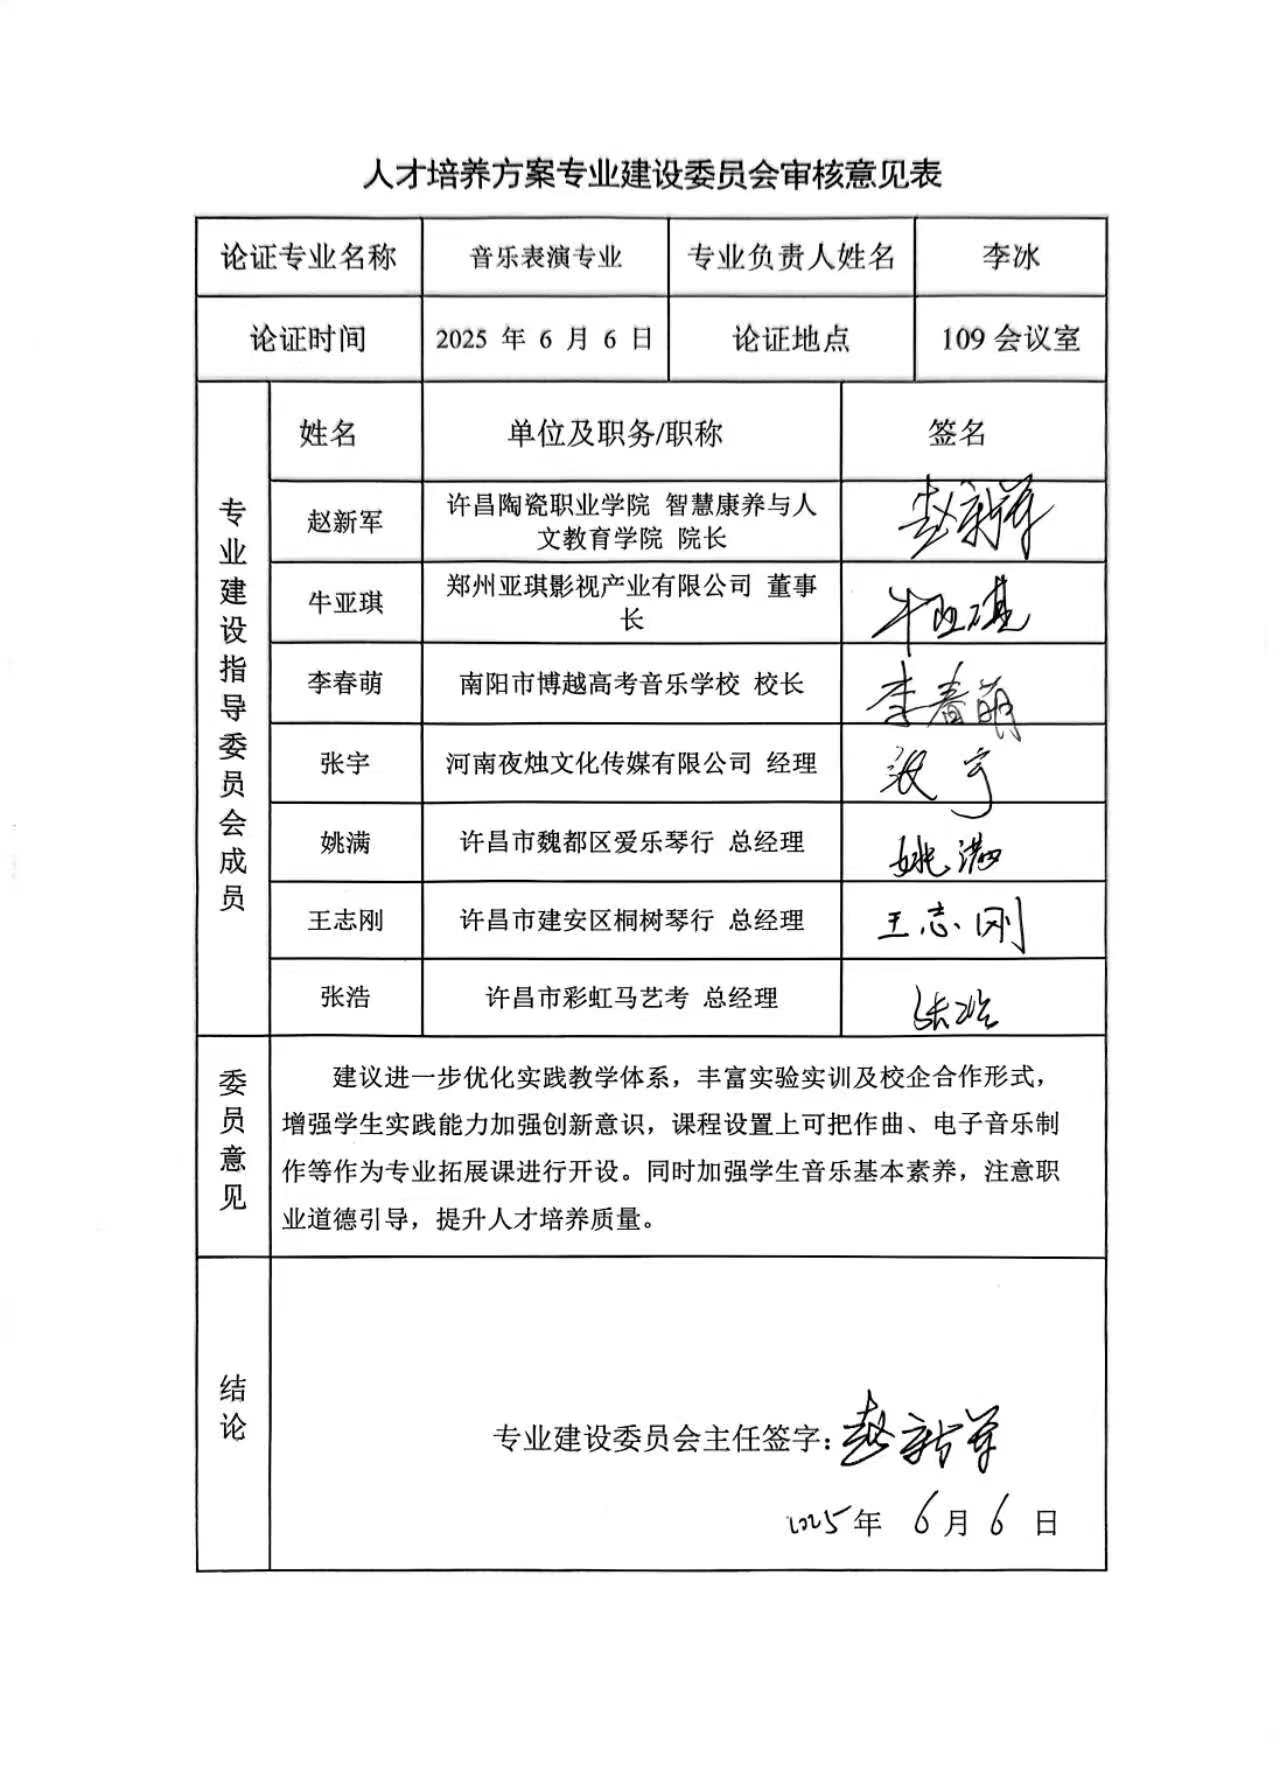 人才培养方案专业建设委员会审核意见表
论证专业名称 音乐表演专业 专业负责人姓名 李冰
论证时间 2025 年 6 月 6 日 论证地点 109 会议室
专业建设指导委员会成员
姓名 单位及职务/职称 签名
赵新军 许昌陶瓷职业学院 智慧康养与人
文教育学院 院长 赵新军
牛亚琪 郑州亚琪影视产业有限公司 董事
长 牛亚琪
李春萌 南阳市博越高考音乐学校 校长 李春萌
张宇 河南夜烛文化传媒有限公司 经理 张宇
姚满 许昌市魏都区爱乐琴行 总经理 姚满
王志刚 许昌市建安区桐树琴行 总经理 王志刚
张浩 许昌市彩虹马艺考 总经理 张浩
委员意见
建议进一步优化实践教学体系，丰富实验实训及校企合作形式，
增强学生实践能力加强创新意识，课程设置上可把作曲、电子音乐制
作等作为专业拓展课进行开设。同时加强学生音乐基本素养，注意职
业道德引导，提升人才培养质量。
结论
专业建设委员会主任签字：赵新军
2025年 6月6 日